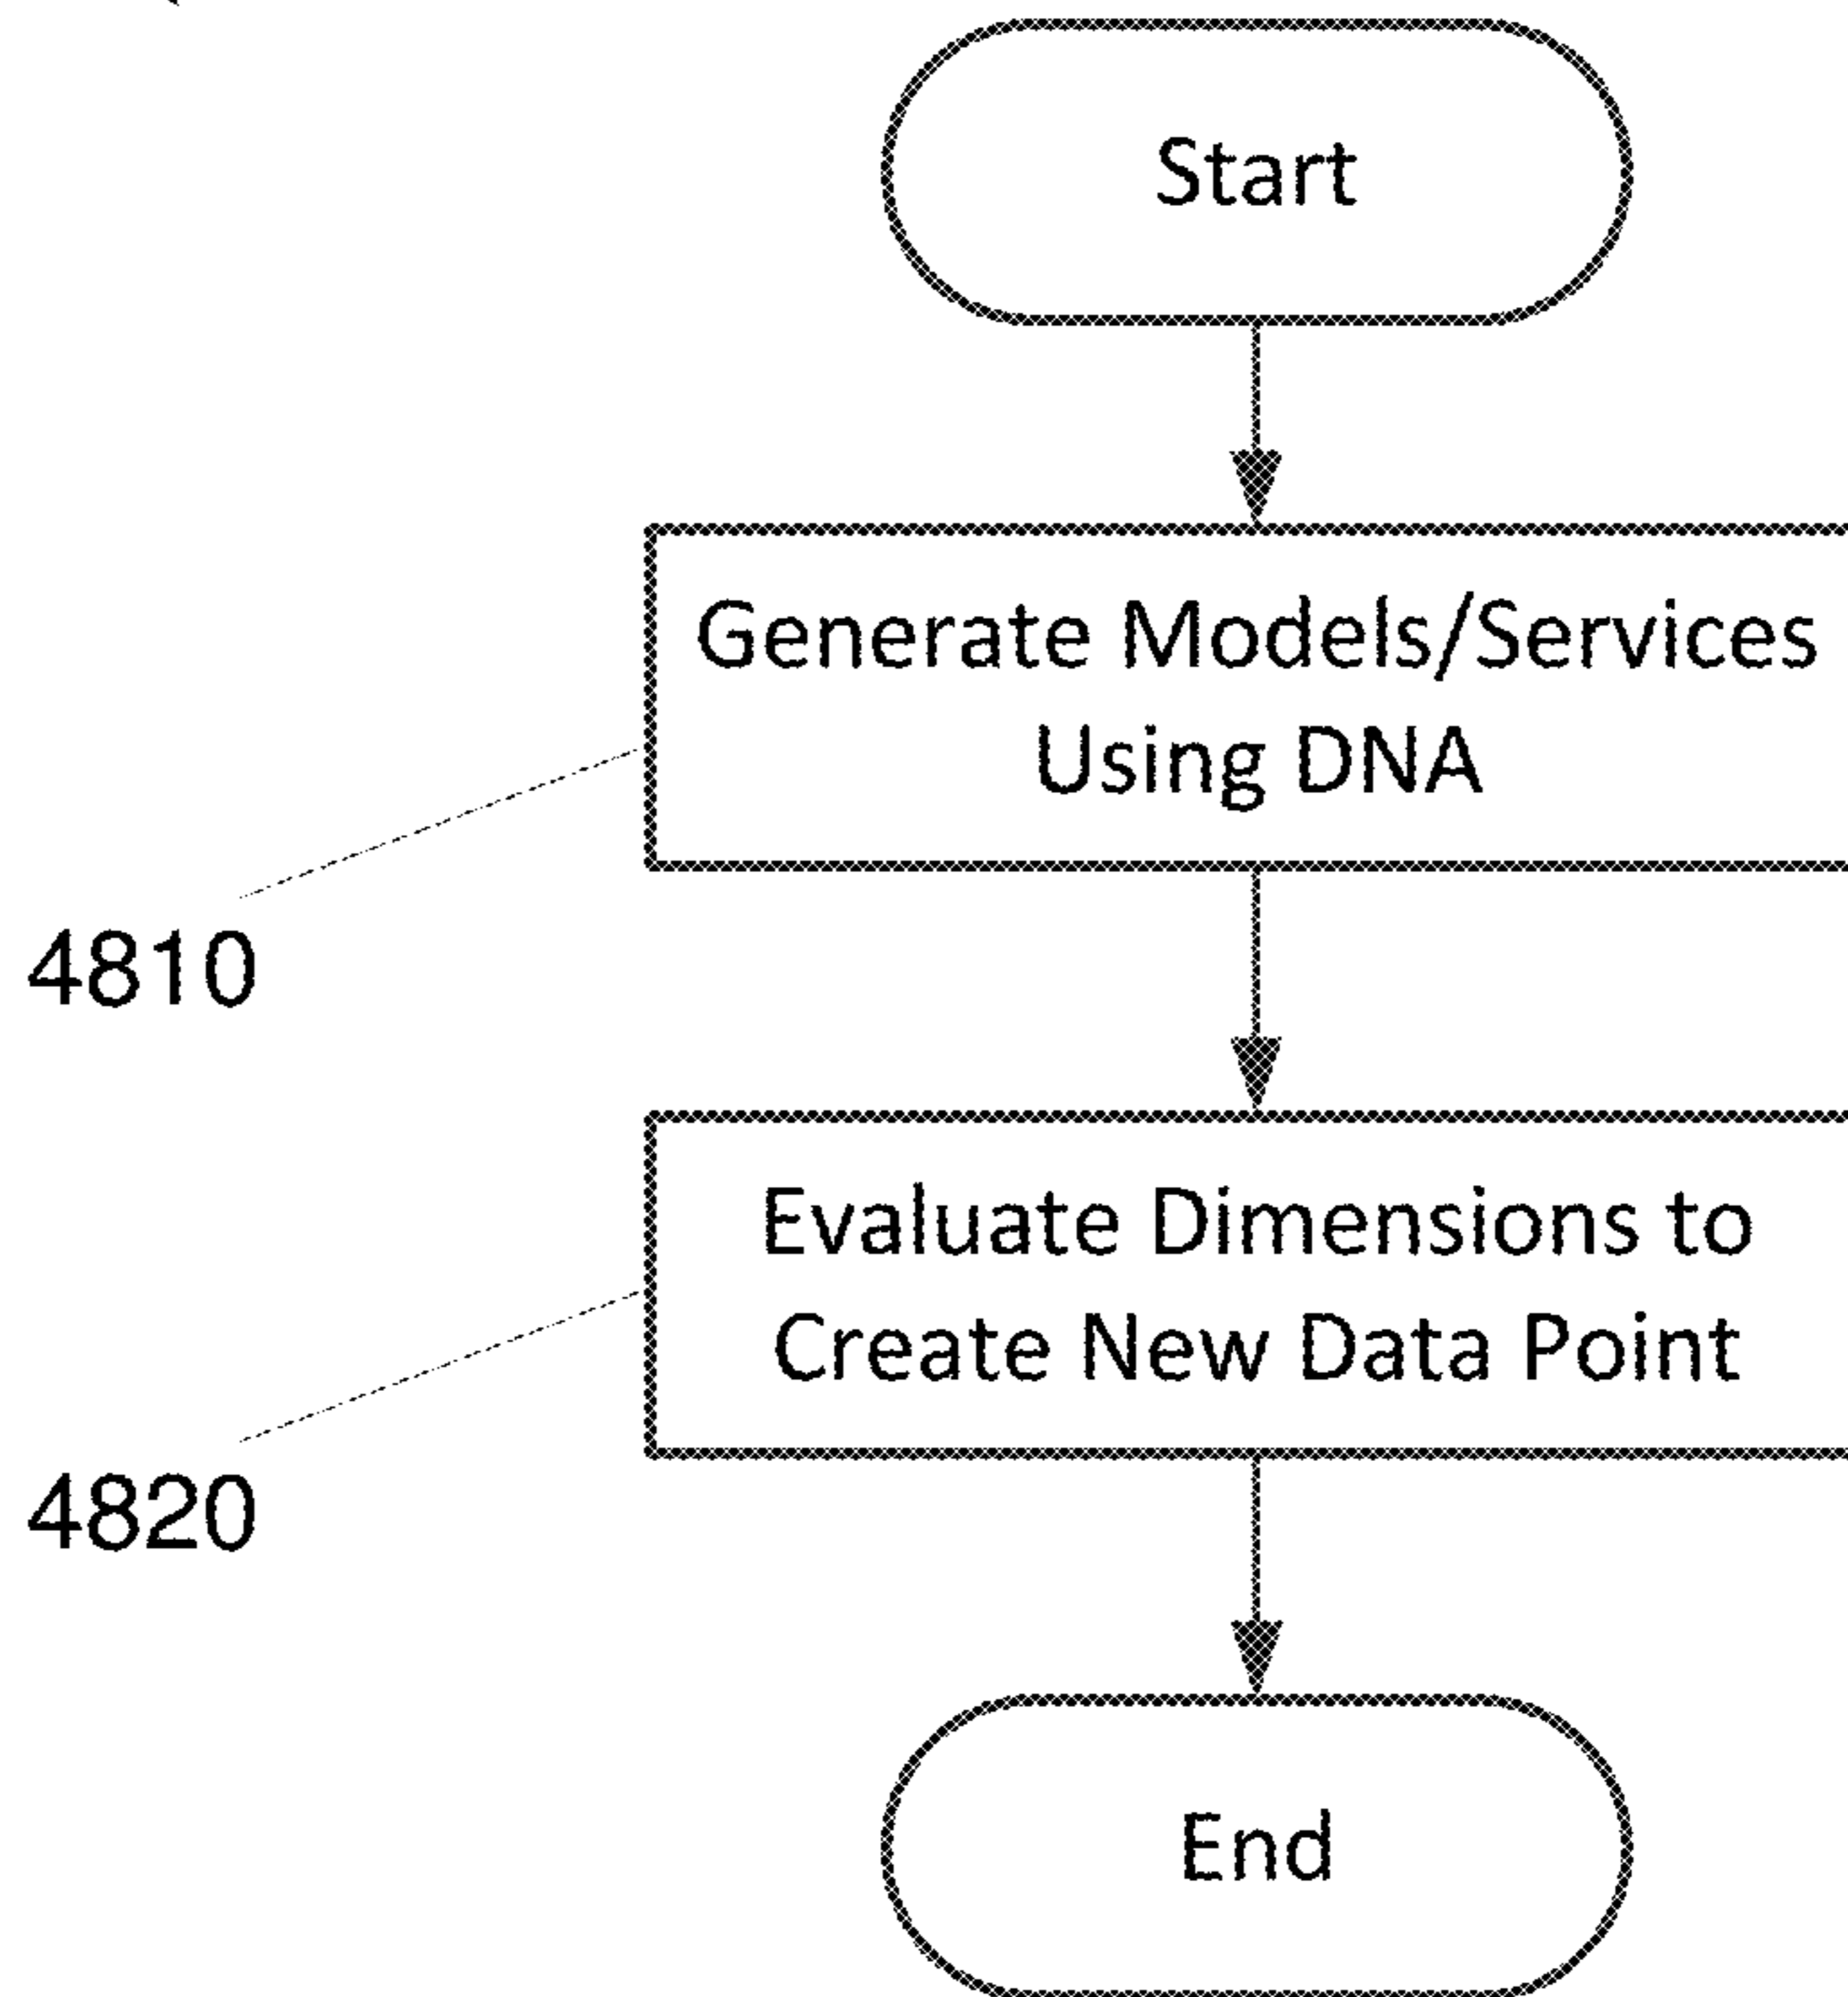 Start
Generate Models/Services
Using DNA
4810
Evaluate Dimensions to
Create New Data Point
4820
End